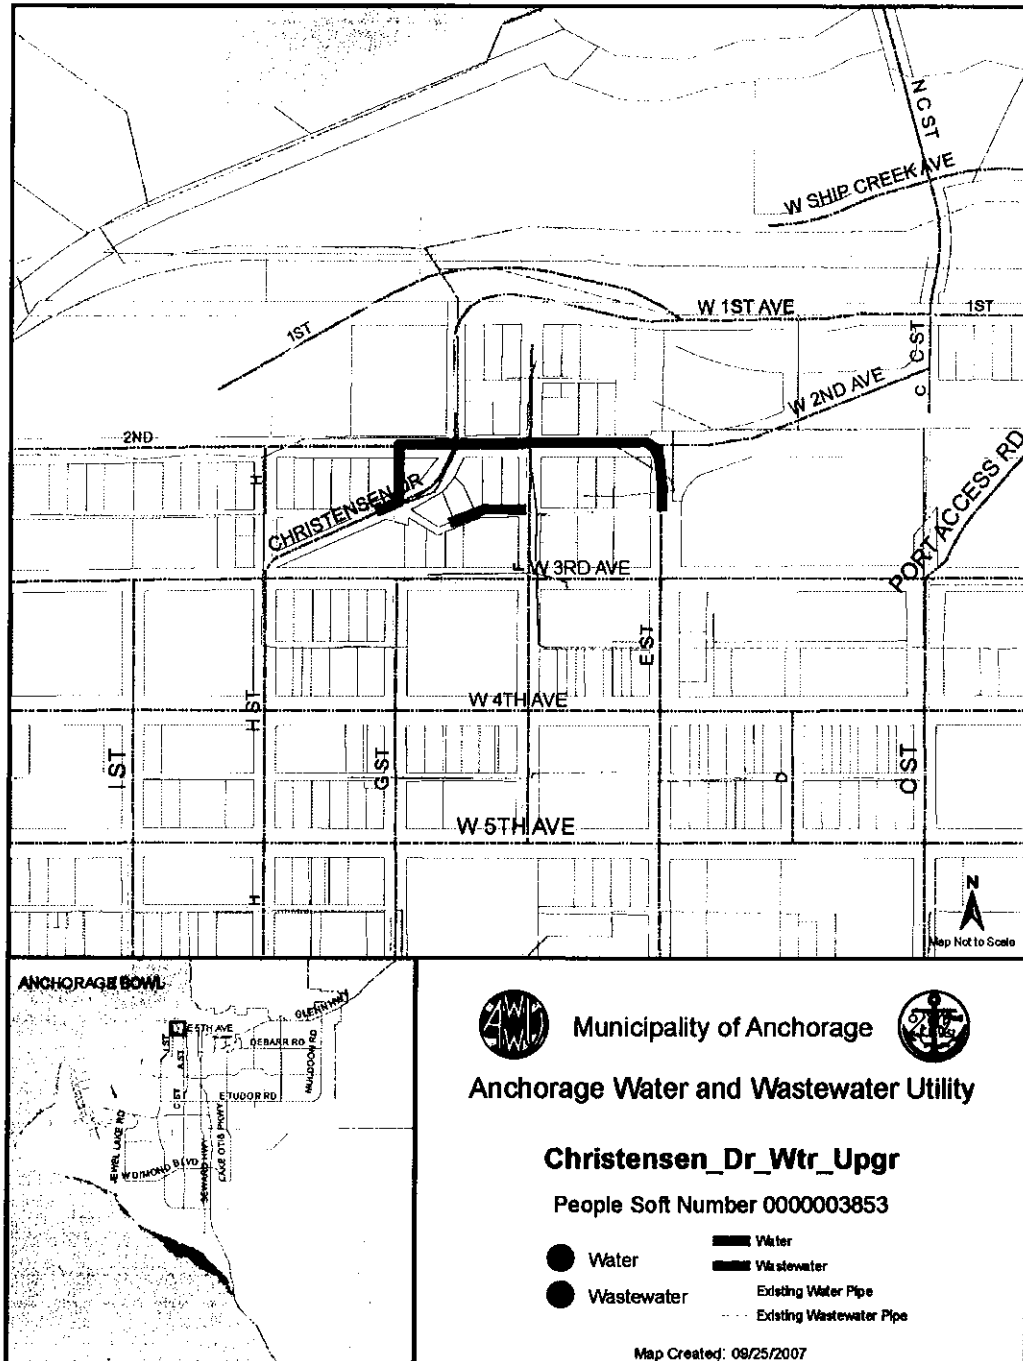 N C ST
W SHIP CREEK AVE
W 1ST AVE
1ST
1ST
C ST
C
W 2ND AVE
2ND
H
CHRISTENSEN DR
PORT ACCESS RD
F
W 3RD AVE
E ST
W 4TH AVE
H ST
H
I ST
G ST
D
C ST
W 5TH AVE
H
N
Map Not to Scale
ANCHORAGE BOWL
GLENN HWY
E 5TH AVE
I ST
A ST
DEBARR RD
MULDOON RD
C ST
E TUDOR RD
JEWEL LAKE RD
W DIMOND BLVD
SEWARD HWY
LAKE OTIS PKWY
AWWU
Municipality of Anchorage
Anchorage Water and Wastewater Utility
Christensen_Dr_Wtr_Upgr
People Soft Number 0000003853
Water
Wastewater
Water
Wastewater
Existing Water Pipe
Existing Wastewater Pipe
Map Created: 09/25/2007